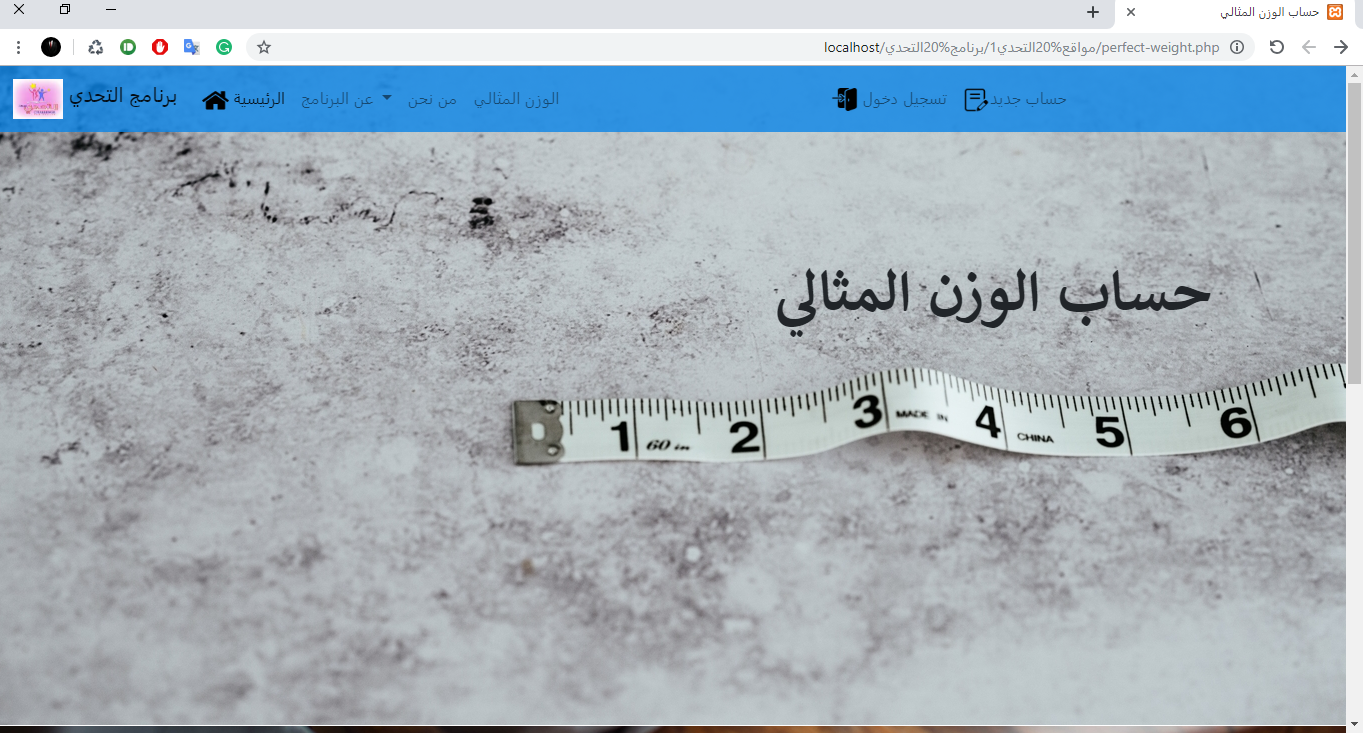 حساب الوزن المثالي
localhost/مواقع%20التحدي1/برنامج%20التحدي/perfect-weight.php
برنامج التحدي
الرئيسية
عن البرنامج
من نحن
الوزن المثالي
تسجيل دخول
حساب جديد
حساب الوزن المثالي
1 60 in 2 3 MADE IN 4 CHINA 5 6